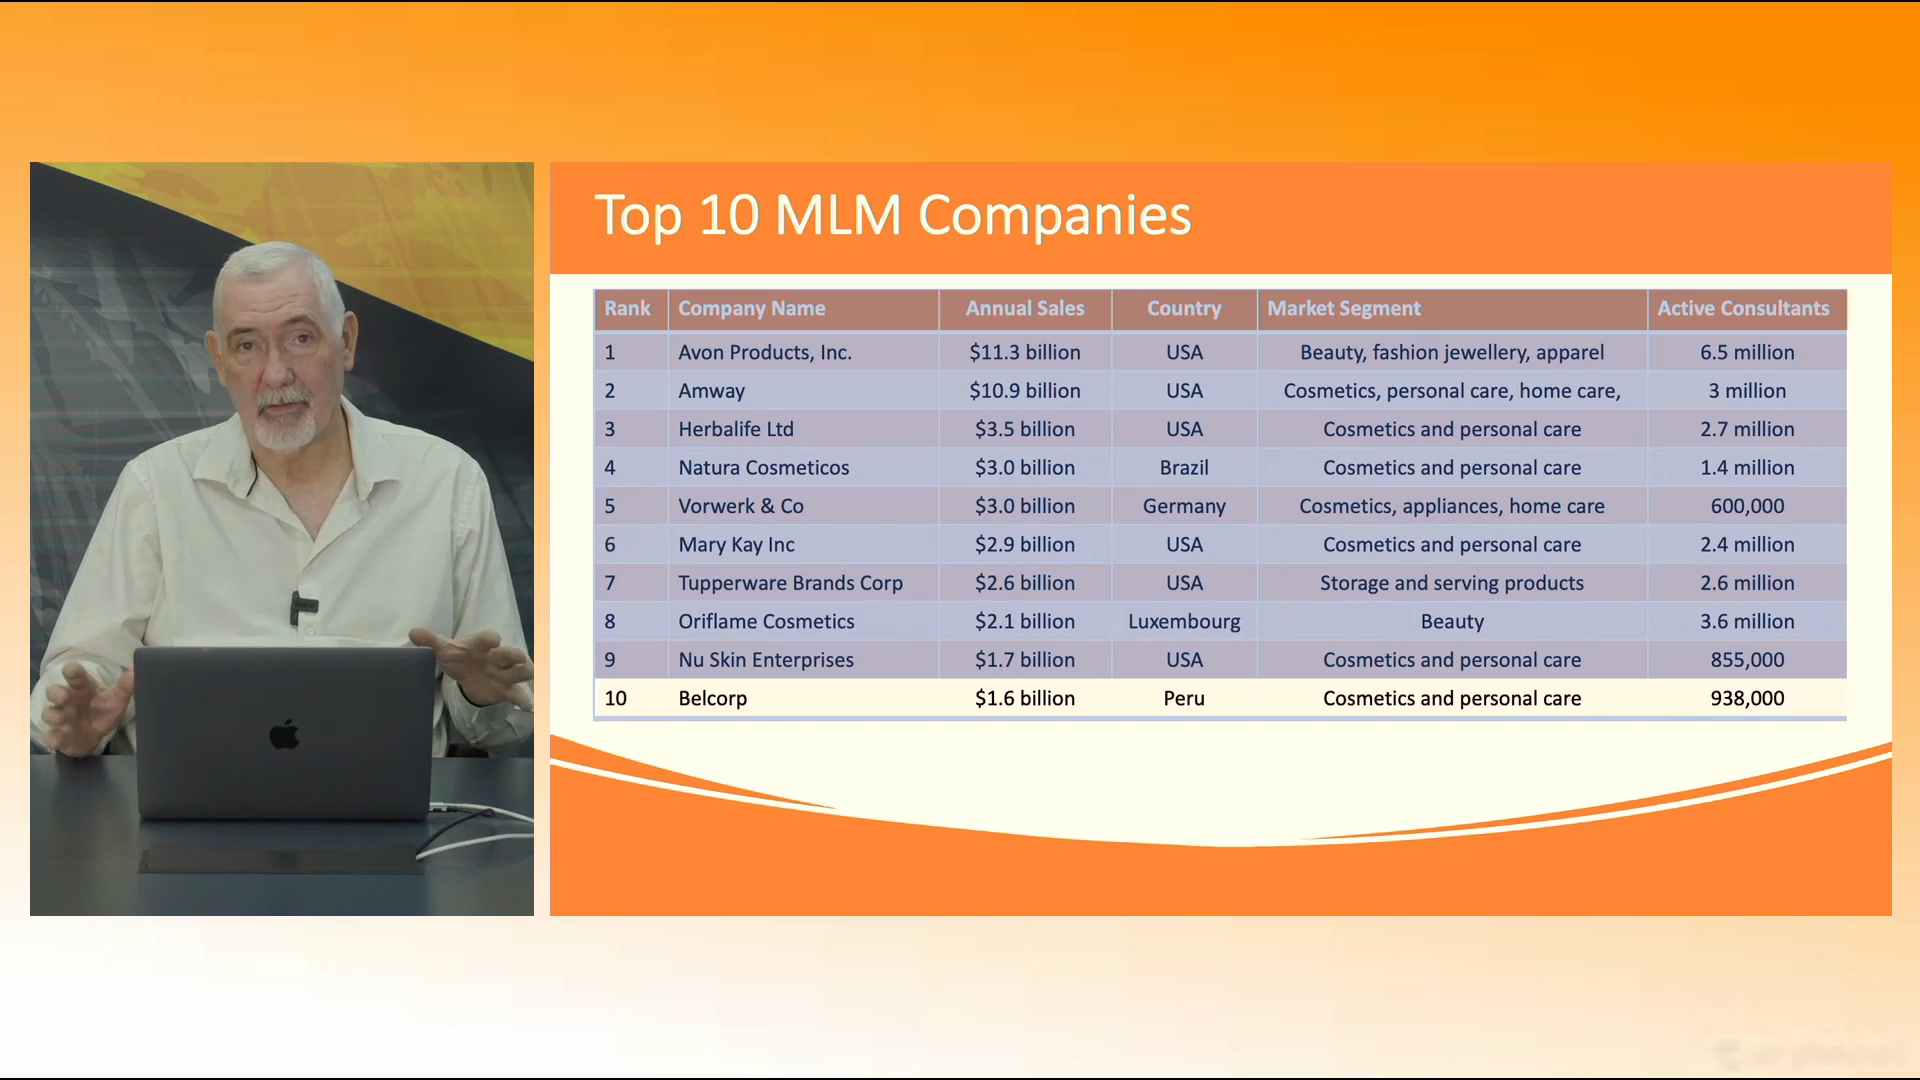 Top 10 MLM Companies
Rank Company Name Annual Sales Country Market Segment Active Consultants
1 Avon Products, Inc. $11.3 billion USA Beauty, fashion jewellery, apparel 6.5 million
2 Amway $10.9 billion USA Cosmetics, personal care, home care, 3 million
3 Herbalife Ltd $3.5 billion USA Cosmetics and personal care 2.7 million
4 Natura Cosmeticos $3.0 billion Brazil Cosmetics and personal care 1.4 million
5 Vorwerk & Co $3.0 billion Germany Cosmetics, appliances, home care 600,000
6 Mary Kay Inc $2.9 billion USA Cosmetics and personal care 2.4 million
7 Tupperware Brands Corp $2.6 billion USA Storage and serving products 2.6 million
8 Oriflame Cosmetics $2.1 billion Luxembourg Beauty 3.6 million
9 Nu Skin Enterprises $1.7 billion USA Cosmetics and personal care 855,000
10 Belcorp $1.6 billion Peru Cosmetics and personal care 938,000